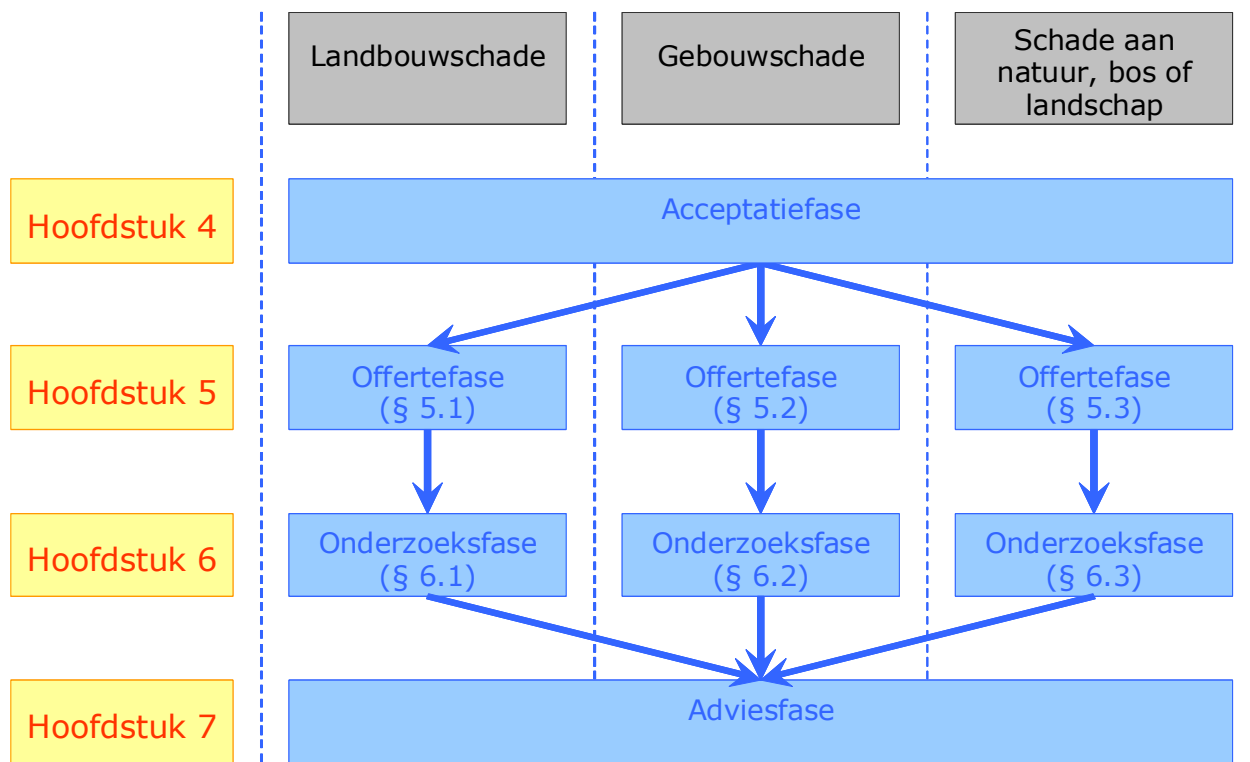 Landbouwschade
Gebouwschade
Schade aan
natuur, bos of
landschap
Hoofdstuk 4
Acceptatiefase
Hoofdstuk 5
Offertefase
(§ 5.1)
Offertefase
(§ 5.2)
Offertefase
(§ 5.3)
Hoofdstuk 6
Onderzoeksfase
(§ 6.1)
Onderzoeksfase
(§ 6.2)
Onderzoeksfase
(§ 6.3)
Hoofdstuk 7
Adviesfase